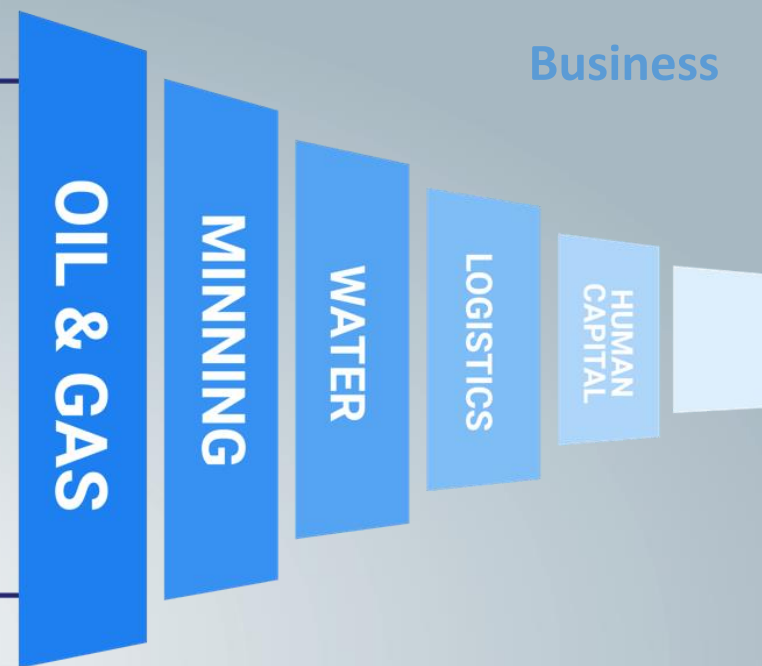 Business
OIL & GAS
MINNING
WATER
LOGISTICS
HUMAN
CAPITAL